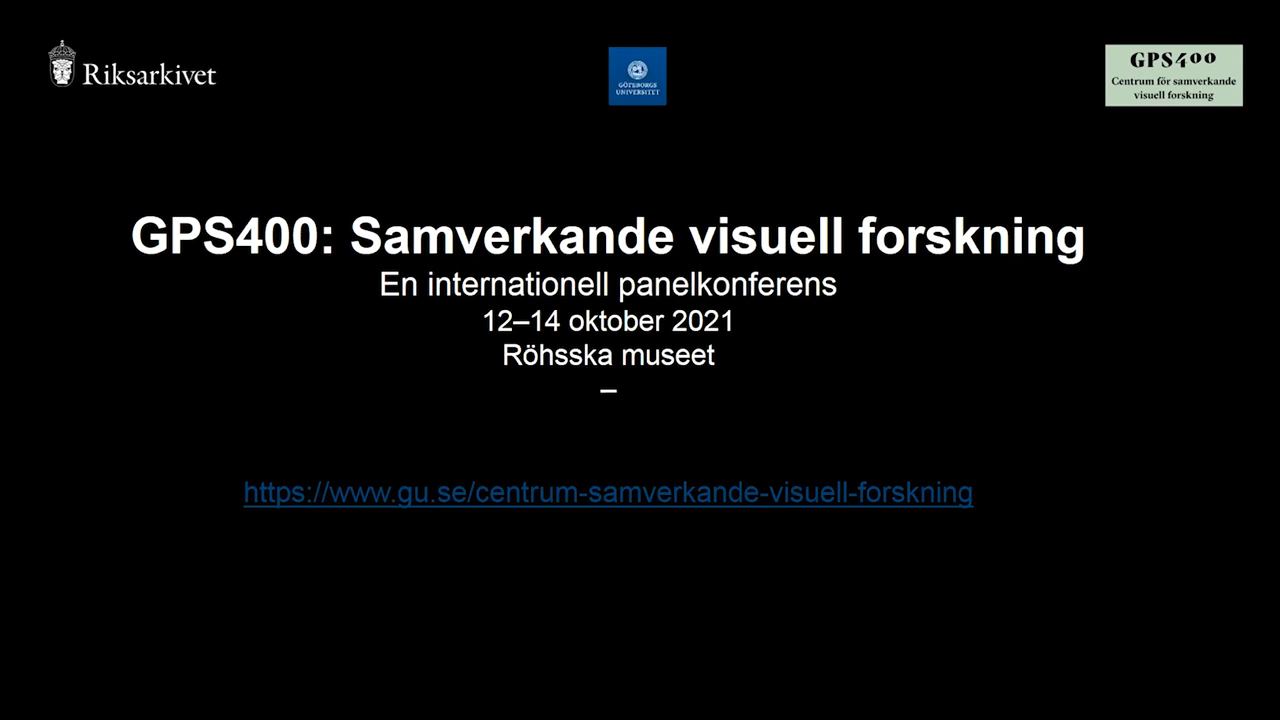 Riksarkivet
GÖTEBORGS
UNIVERSITET
GPS400
Centrum för samverkande
visuell forskning
GPS400: Samverkande visuell forskning
En internationell panelkonferens
12–14 oktober 2021
Röhsska museet
–
https://www.gu.se/centrum-samverkande-visuell-forskning